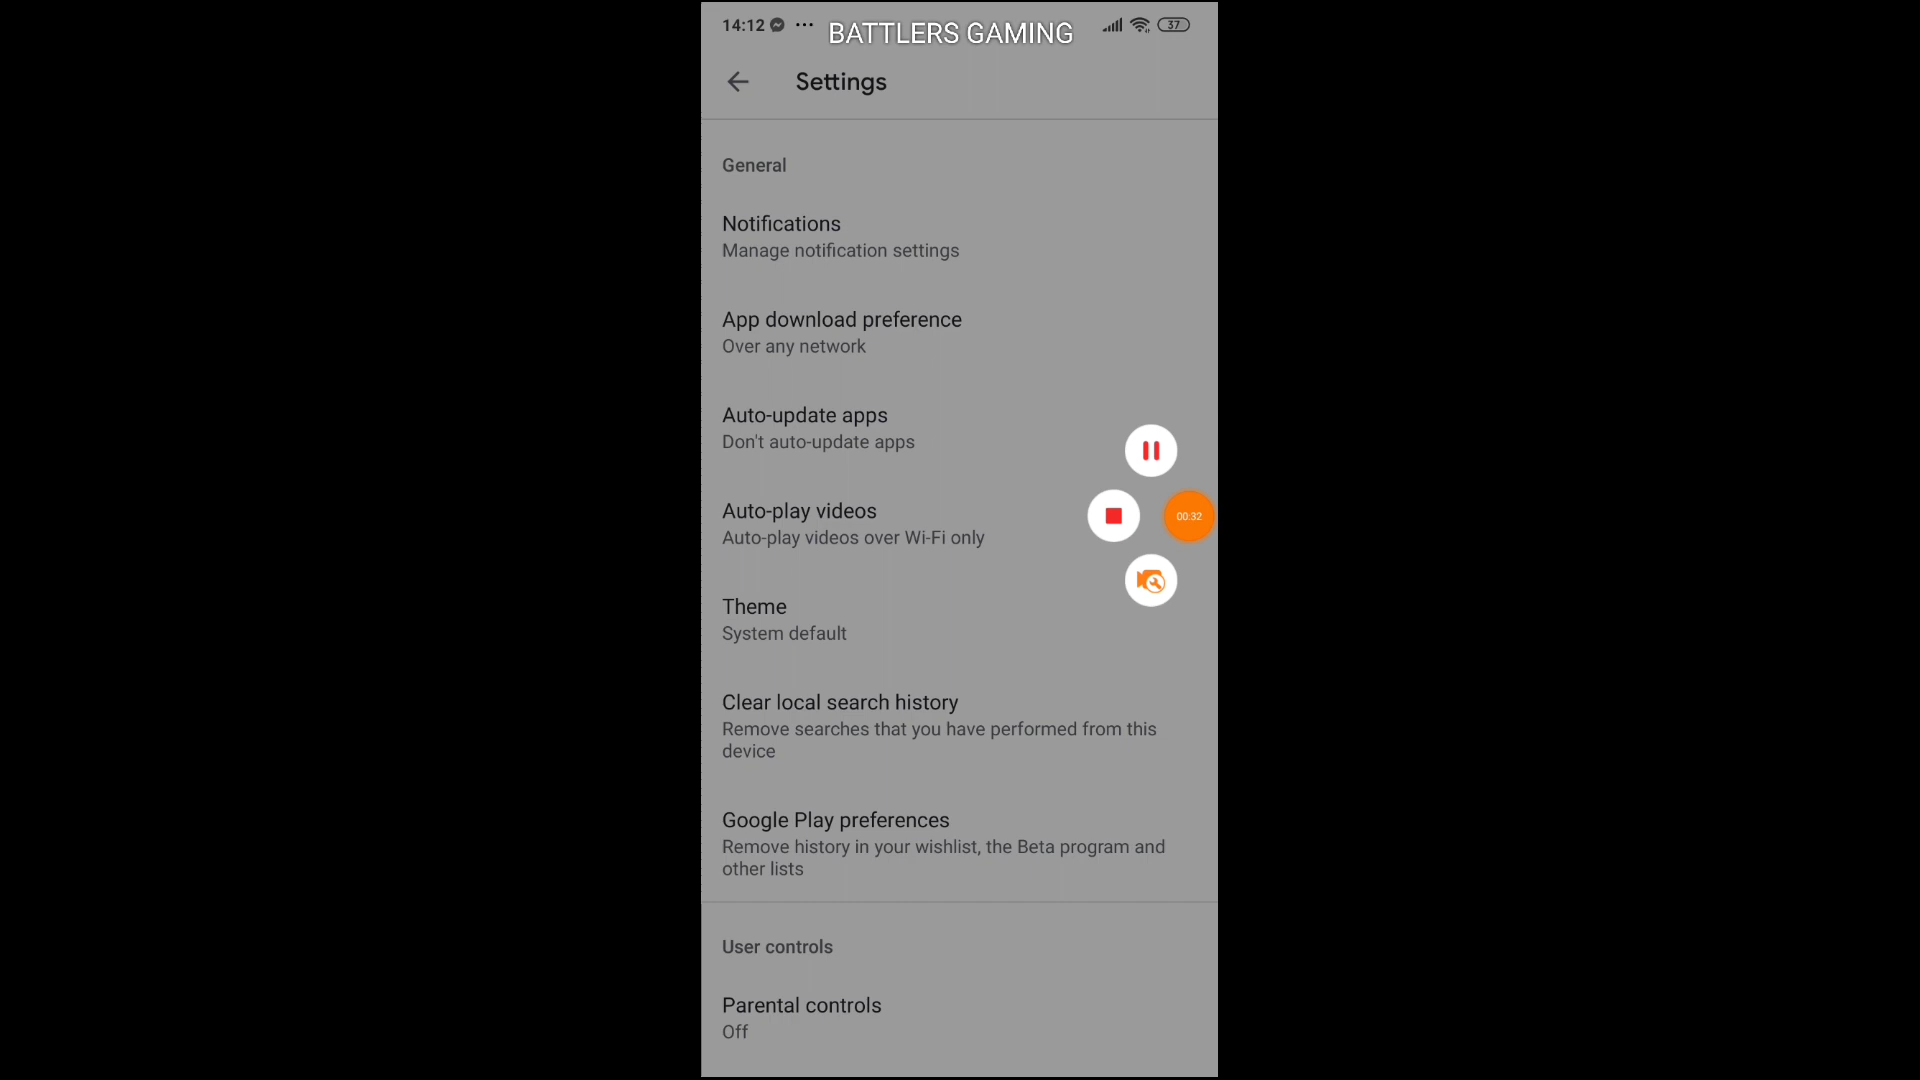 14:12 ... BATTLERS GAMING 37
Settings
General
Notifications
Manage notification settings
App download preference
Over any network
Auto-update apps
Don't auto-update apps
Auto-play videos
Auto-play videos over Wi-Fi only
00:32
Theme
System default
Clear local search history
Remove searches that you have performed from this
device
Google Play preferences
Remove history in your wishlist, the Beta program and
other lists
User controls
Parental controls
Off